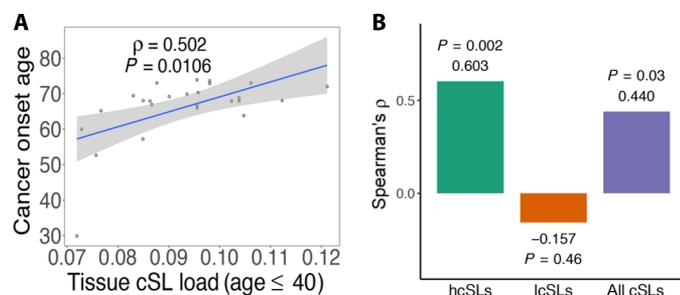 A
ρ = 0.502
P = 0.0106
Cancer onset age
80
70
60
50
40
30
0.07 0.08 0.09 0.10 0.11 0.12
Tissue cSL load (age ≤ 40)
B
P = 0.002
0.603
P = 0.03
0.440
Spearman's ρ
0.5
0.0
−0.157
P = 0.46
hcSLs lcSLs All cSLs